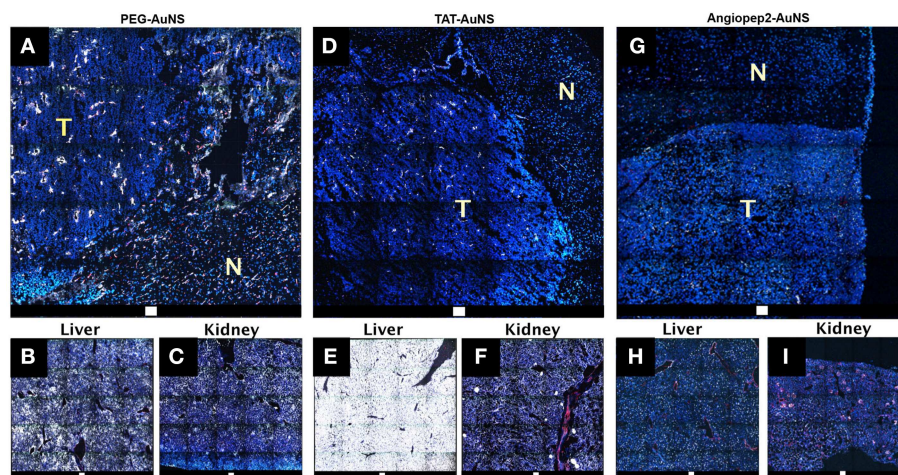 PEG-AuNS TAT-AuNS Angiopep2-AuNS
A D G
T N T N N T
Liver Kidney Liver Kidney Liver Kidney
B C E F H I